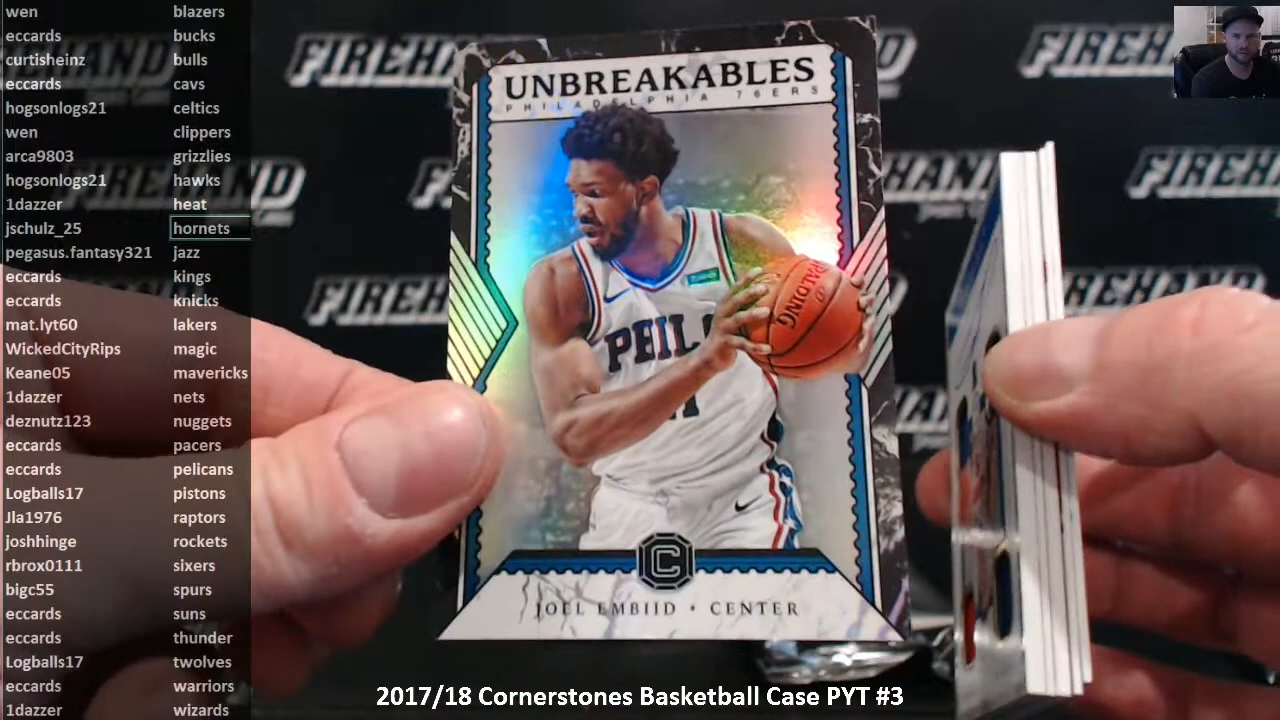 wen blazers
eccards bucks
curtisheinz bulls
eccards cavs
hogsonlogs21 celtics
wen clippers
arca9803 grizzlies
hogsonlogs21 hawks
1dazzer heat
jschulz_25 hornets
pegasus.fantasy321 jazz
eccards kings
eccards knicks
mat.lyt60 lakers
WickedCityRips magic
Keane05 mavericks
1dazzer nets
deznutz123 nuggets
eccards pacers
eccards pelicans
Logballs17 pistons
Jla1976 raptors
joshhinge rockets
rbrox0111 sixers
bigc55 spurs
eccards suns
eccards thunder
Logballs17 twolves
eccards warriors
1dazzer wizards
FIREHAND
UNBREAKABLES
PHILADELPHIA 76ERS
SPALDING
PHIL
C
JOEL EMBIID • CENTER
2017/18 Cornerstones Basketball Case PYT #3